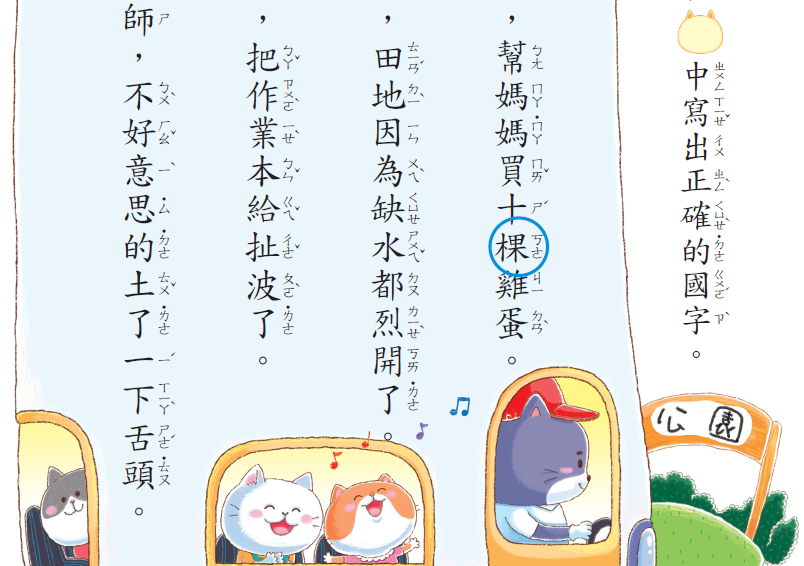 中寫出正確的國字。
，幫媽媽買十棵雞蛋。
，田地因為缺水都烈開了。
，把作業本給扯波了。
師，不好意思的土了一下舌頭。
公園